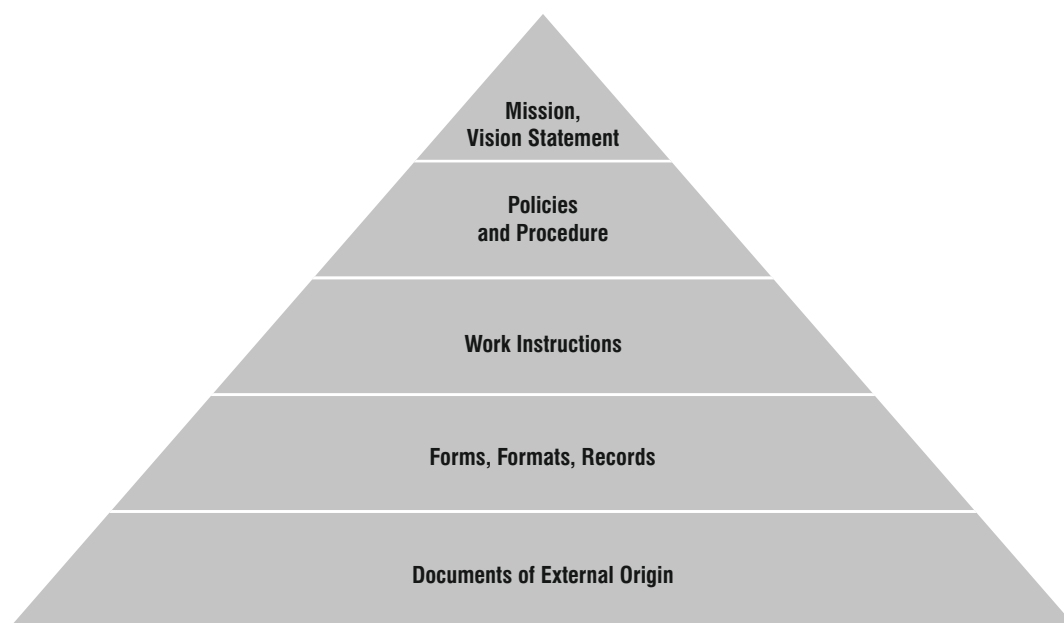 Mission,
Vision Statement
Policies
and Procedure
Work Instructions
Forms, Formats, Records
Documents of External Origin